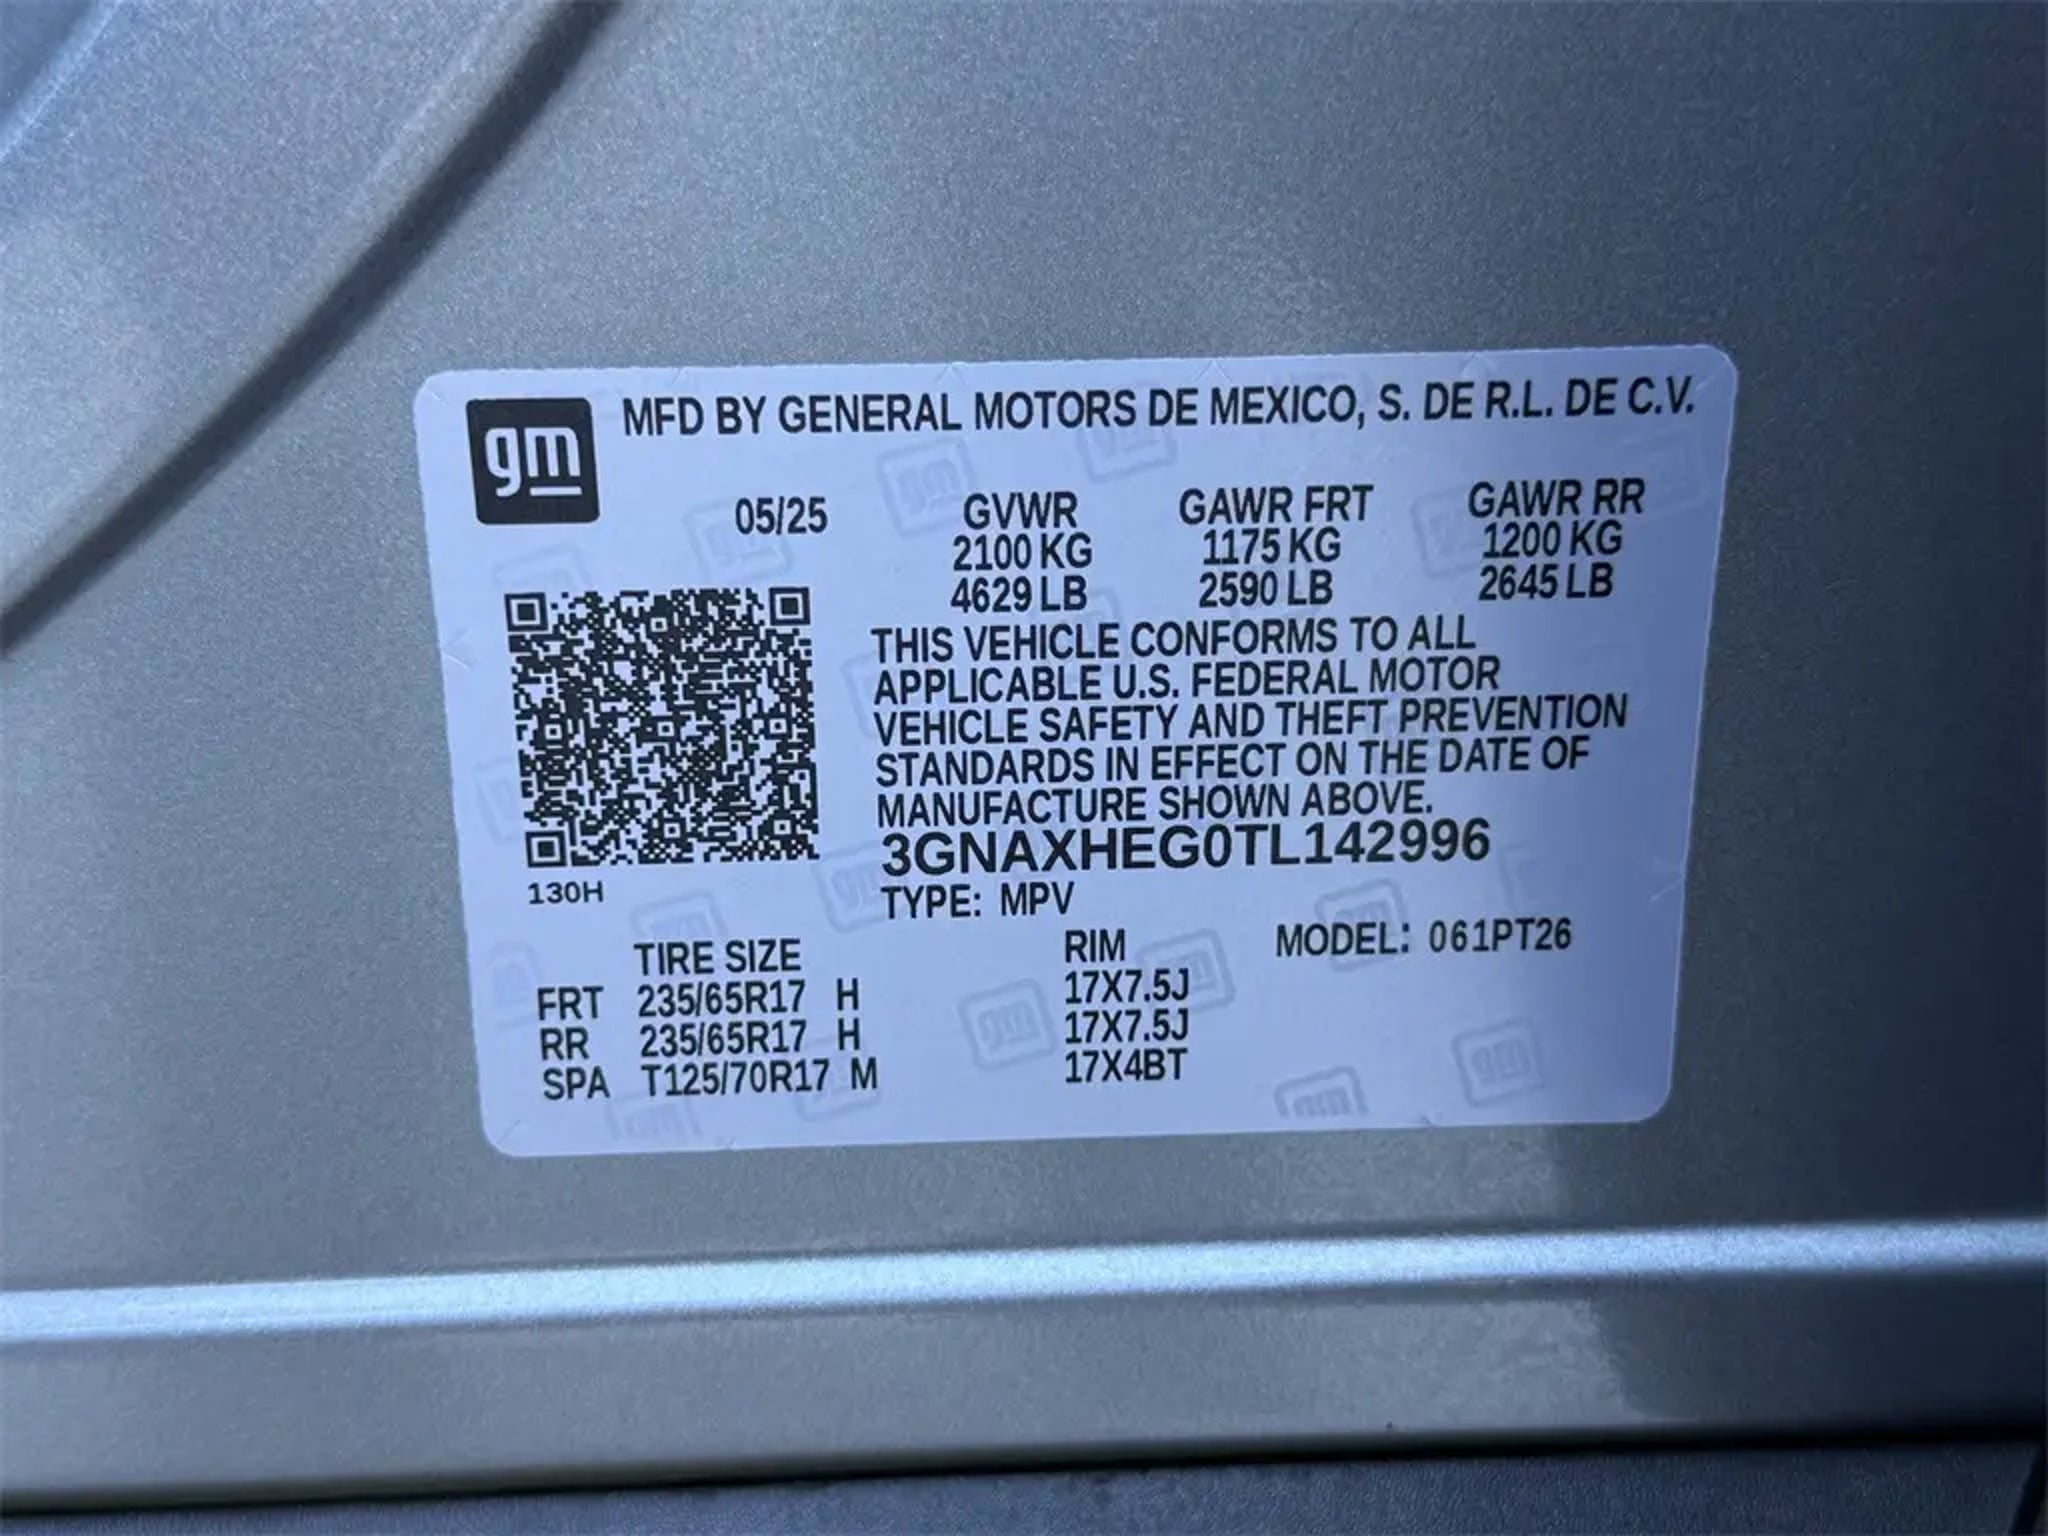 gm
MFD BY GENERAL MOTORS DE MEXICO, S. DE R.L. DE C.V.
05/25 GVWR GAWR FRT GAWR RR
2100 KG 1175 KG 1200 KG
4629 LB 2590 LB 2645 LB
THIS VEHICLE CONFORMS TO ALL
APPLICABLE U.S. FEDERAL MOTOR
VEHICLE SAFETY AND THEFT PREVENTION
STANDARDS IN EFFECT ON THE DATE OF
MANUFACTURE SHOWN ABOVE.
3GNAXHEG0TL142996
130H
TYPE: MPV
TIRE SIZE RIM MODEL: 061PT26
FRT 235/65R17 H 17X7.5J
RR 235/65R17 H 17X7.5J
SPA T125/70R17 M 17X4BT